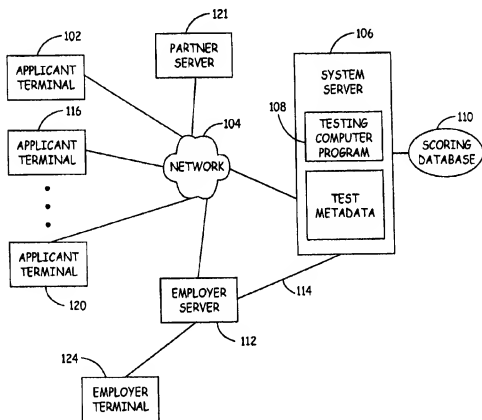 102
APPLICANT
TERMINAL
116
APPLICANT
TERMINAL
APPLICANT
TERMINAL
120
121
PARTNER
SERVER
104
NETWORK
106
SYSTEM
SERVER
108
TESTING
COMPUTER
PROGRAM
TEST
METADATA
110
SCORING
DATABASE
114
EMPLOYER
SERVER
112
124
EMPLOYER
TERMINAL